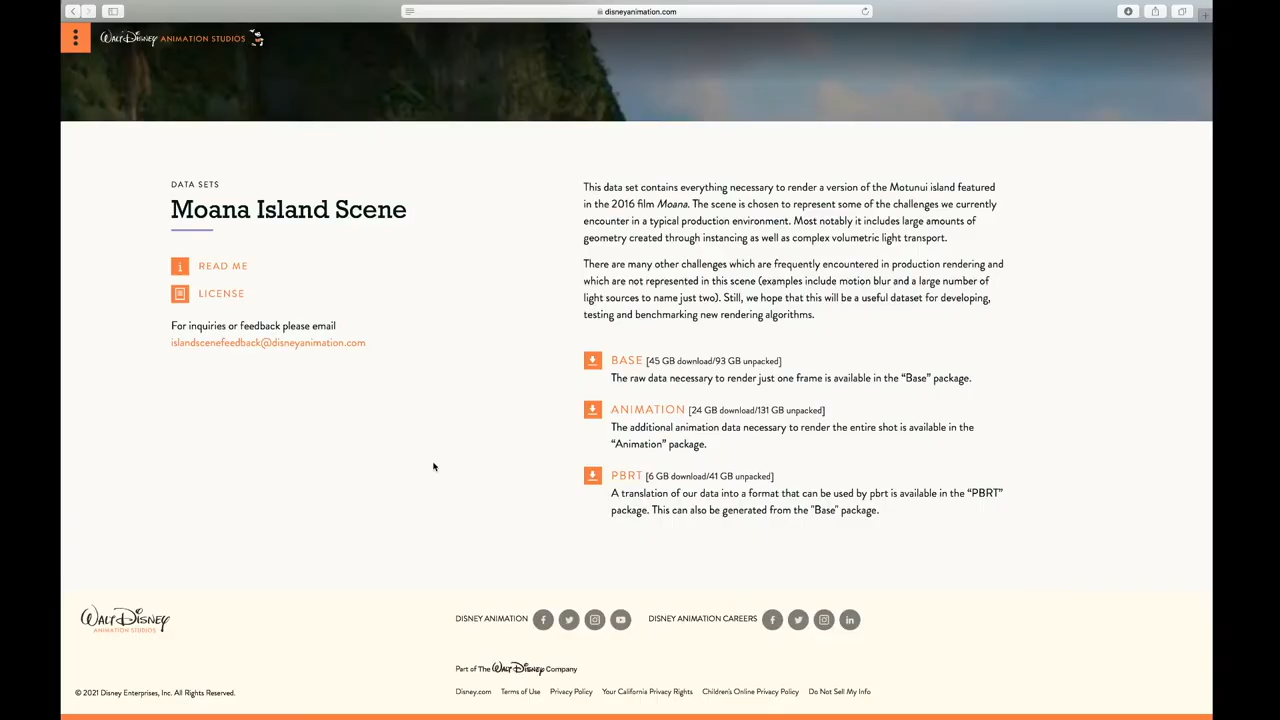 disneyanimation.com
WALT DISNEY ANIMATION STUDIOS
DATA SETS
Moana Island Scene
READ ME
LICENSE
For inquiries or feedback please email
islandscenefeedback@disneyanimation.com
This data set contains everything necessary to render a version of the Motunui island featured
in the 2016 film Moana. The scene is chosen to represent some of the challenges we currently
encounter in a typical production environment. Most notably it includes large amounts of
geometry created through instancing as well as complex volumetric light transport.
There are many other challenges which are frequently encountered in production rendering and
which are not represented in this scene (examples include motion blur and a large number of
light sources to name just two). Still, we hope that this will be a useful dataset for developing,
testing and benchmarking new rendering algorithms.
BASE [45 GB download/93 GB unpacked]
The raw data necessary to render just one frame is available in the “Base” package.
ANIMATION [24 GB download/131 GB unpacked]
The additional animation data necessary to render the entire shot is available in the
“Animation” package.
PBRT [6 GB download/41 GB unpacked]
A translation of our data into a format that can be used by pbrt is available in the “PBRT”
package. This can also be generated from the "Base" package.
WALT DISNEY
ANIMATION STUDIOS
DISNEY ANIMATION
DISNEY ANIMATION CAREERS
Part of The WALT DISNEY Company
© 2021 Disney Enterprises, Inc. All Rights Reserved.
Disney.com Terms of Use Privacy Policy Your California Privacy Rights Children's Online Privacy Policy Do Not Sell My Info